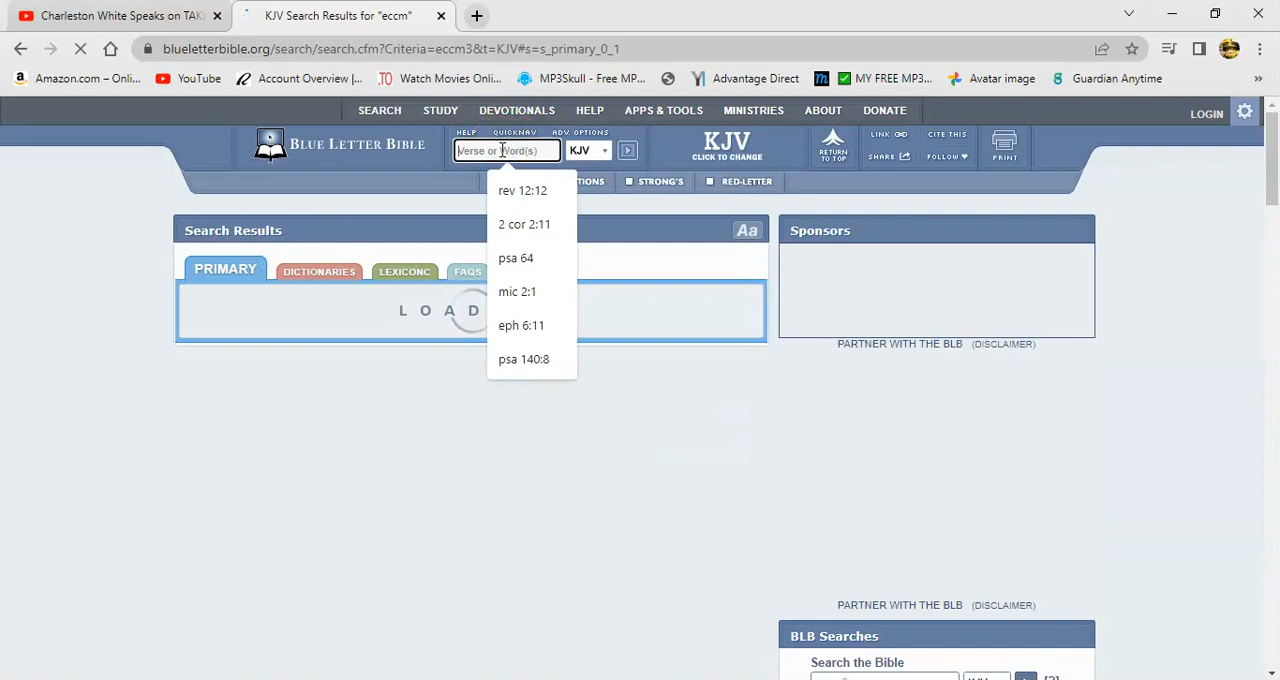 Charleston White Speaks on TAK
KJV Search Results for "eccm"
blueletterbible.org/search/search.cfm?Criteria=eccm3&t=KJV#s=s_primary_0_1
Amazon.com – Onli...
YouTube
Account Overview |...
Watch Movies Onli...
MP3Skull - Free MP...
Advantage Direct
MY FREE MP3...
Avatar image
Guardian Anytime
»
SEARCH
STUDY
DEVOTIONALS
HELP
APPS & TOOLS
MINISTRIES
ABOUT
DONATE
LOGIN
BLUE LETTER BIBLE
HELP
QUICKNAV
ADV. OPTIONS
Verse or Word(s)
KJV
KJV
CLICK TO CHANGE
RETURN
TO TOP
LINK
SHARE
CITE THIS
FOLLOW
PRINT
TIONS
STRONG'S
RED-LETTER
rev 12:12
2 cor 2:11
psa 64
mic 2:1
eph 6:11
psa 140:8
Search Results
Aa
PRIMARY
DICTIONARIES
LEXICONC
FAQS
L O A D
Sponsors
PARTNER WITH THE BLB (DISCLAIMER)
PARTNER WITH THE BLB (DISCLAIMER)
BLB Searches
Search the Bible